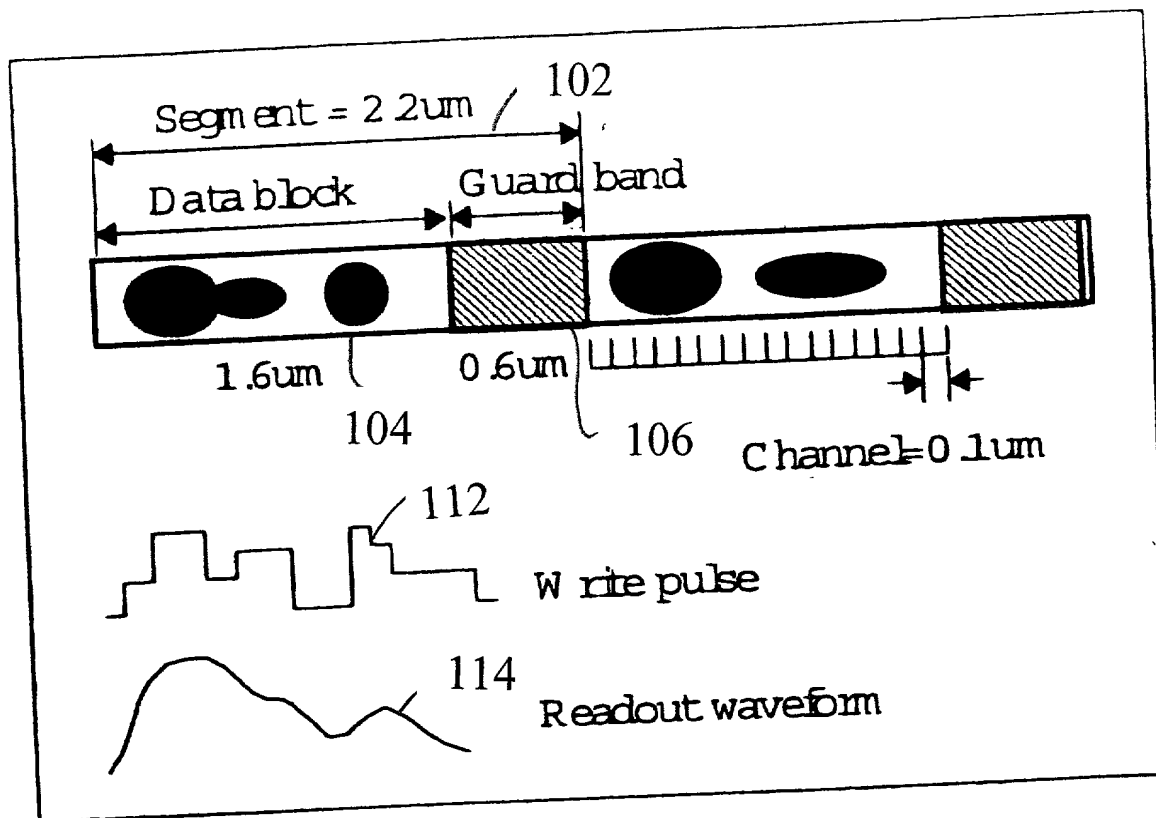 102
Segment = 2.2um
Data block
Guard band
1.6um
0.6um
104
106
Channel=0.1um
112
Write pulse
114
Readout waveform